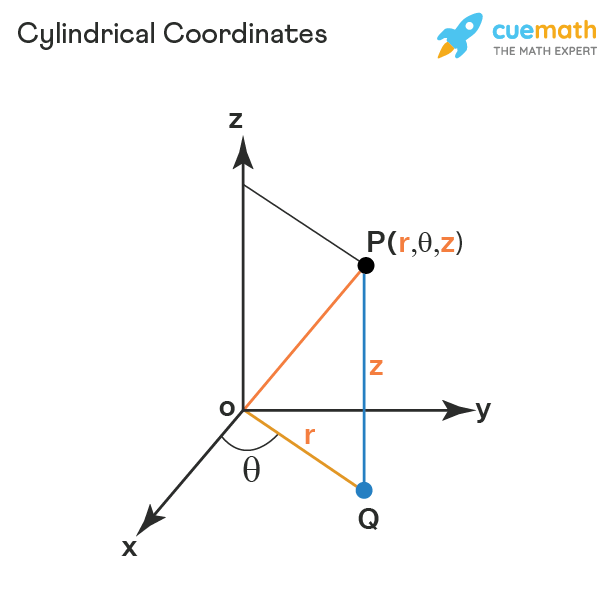 Cylindrical Coordinates
cuemath
THE MATH EXPERT
z
P(r,θ,z)
z
o
y
r
θ
Q
x